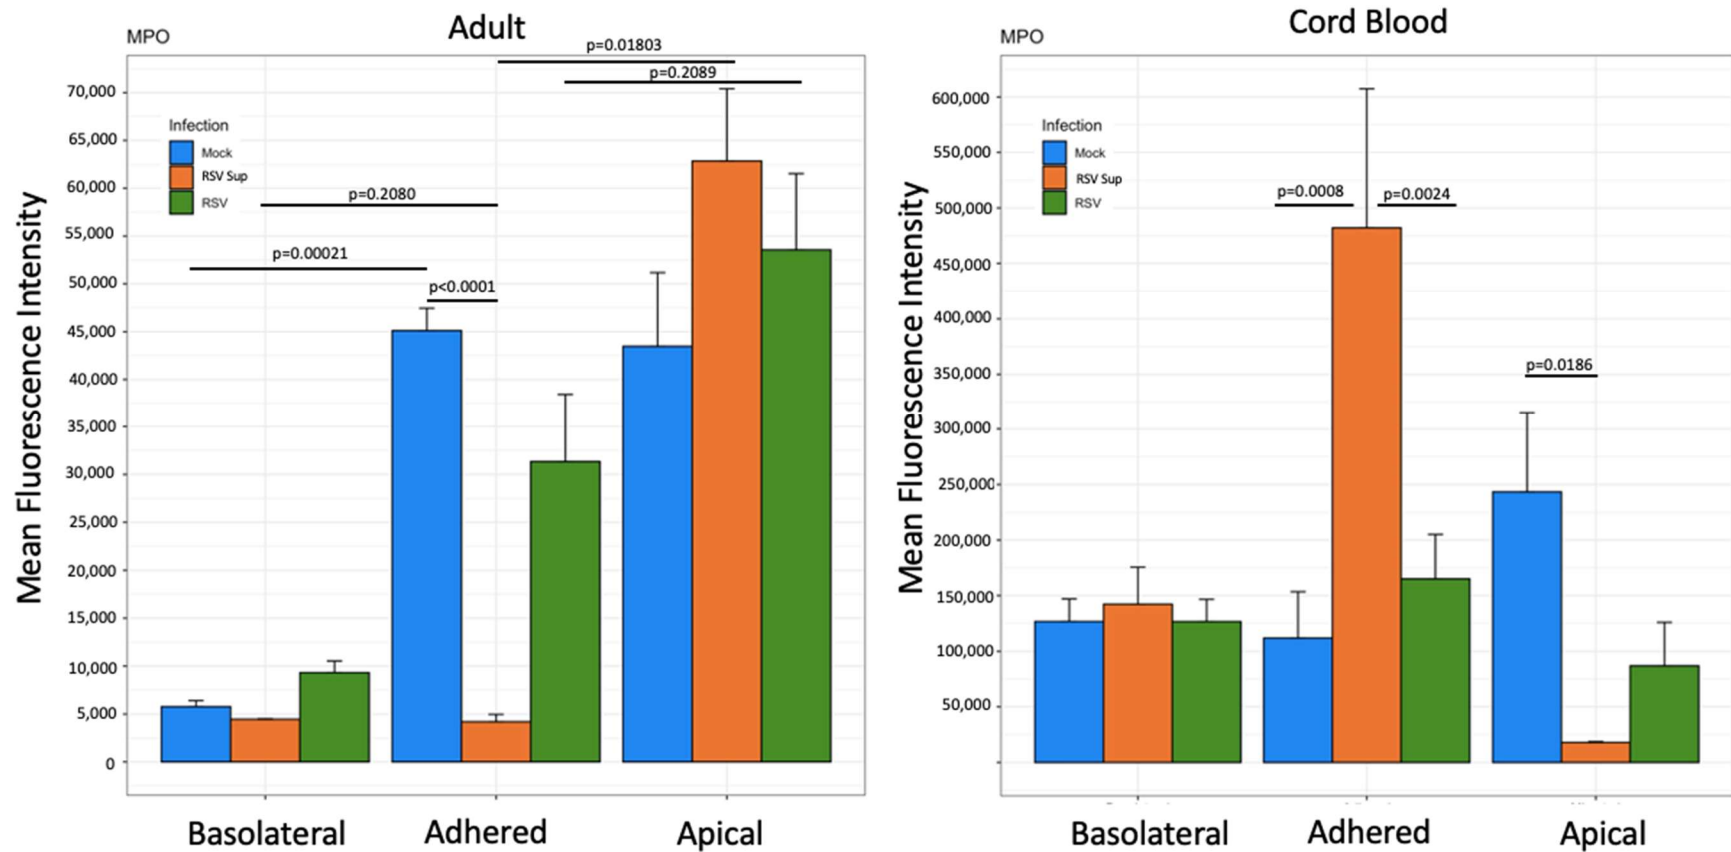 Adult
MPO
p=0.01803
p=0.2089
Infection
Mock
RSV Sup
RSV
p=0.2080
p=0.00021
p<0.0001
70,000
65,000
60,000
55,000
50,000
45,000
40,000
35,000
30,000
25,000
20,000
15,000
10,000
5,000
0
Mean Fluorescence Intensity
Basolateral
Adhered
Apical
Cord Blood
MPO
Infection
Mock
RSV Sup
RSV
p=0.0008
p=0.0024
p=0.0186
600,000
550,000
500,000
450,000
400,000
350,000
300,000
250,000
200,000
150,000
100,000
50,000
Mean Fluorescence Intensity
Basolateral
Adhered
Apical